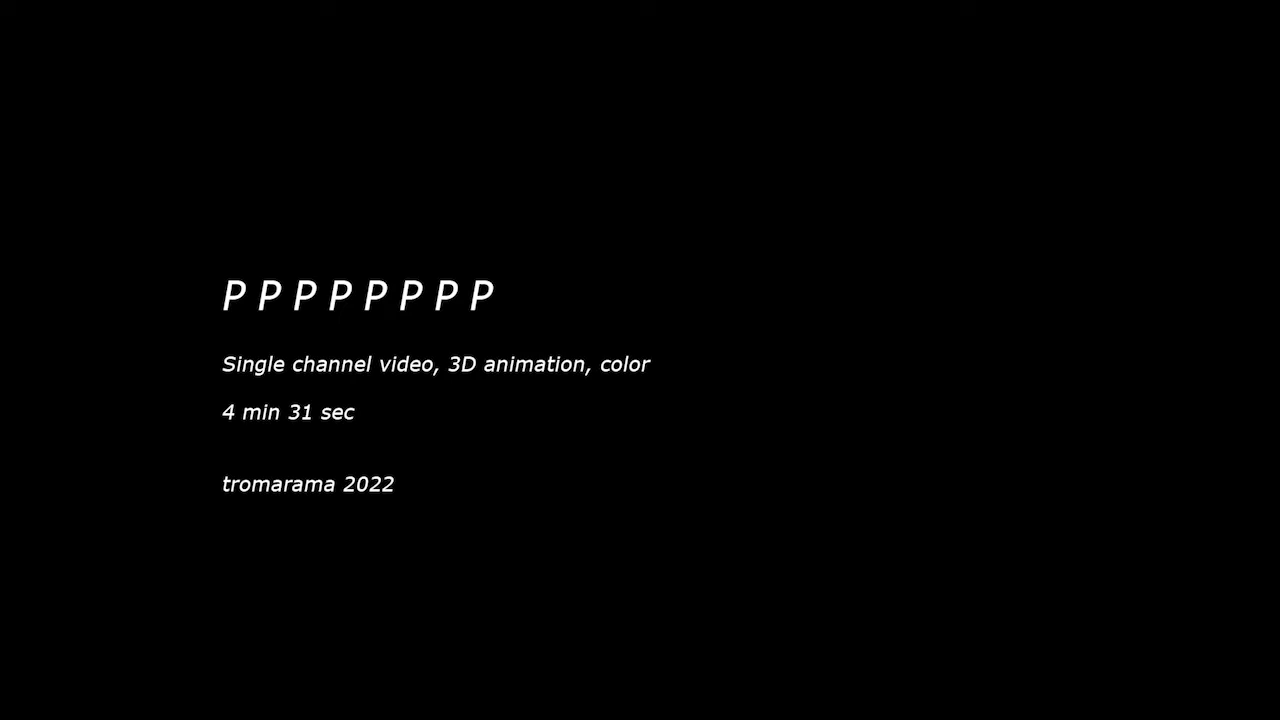 P P P P P P P P
Single channel video, 3D animation, color
4 min 31 sec
tromarama 2022